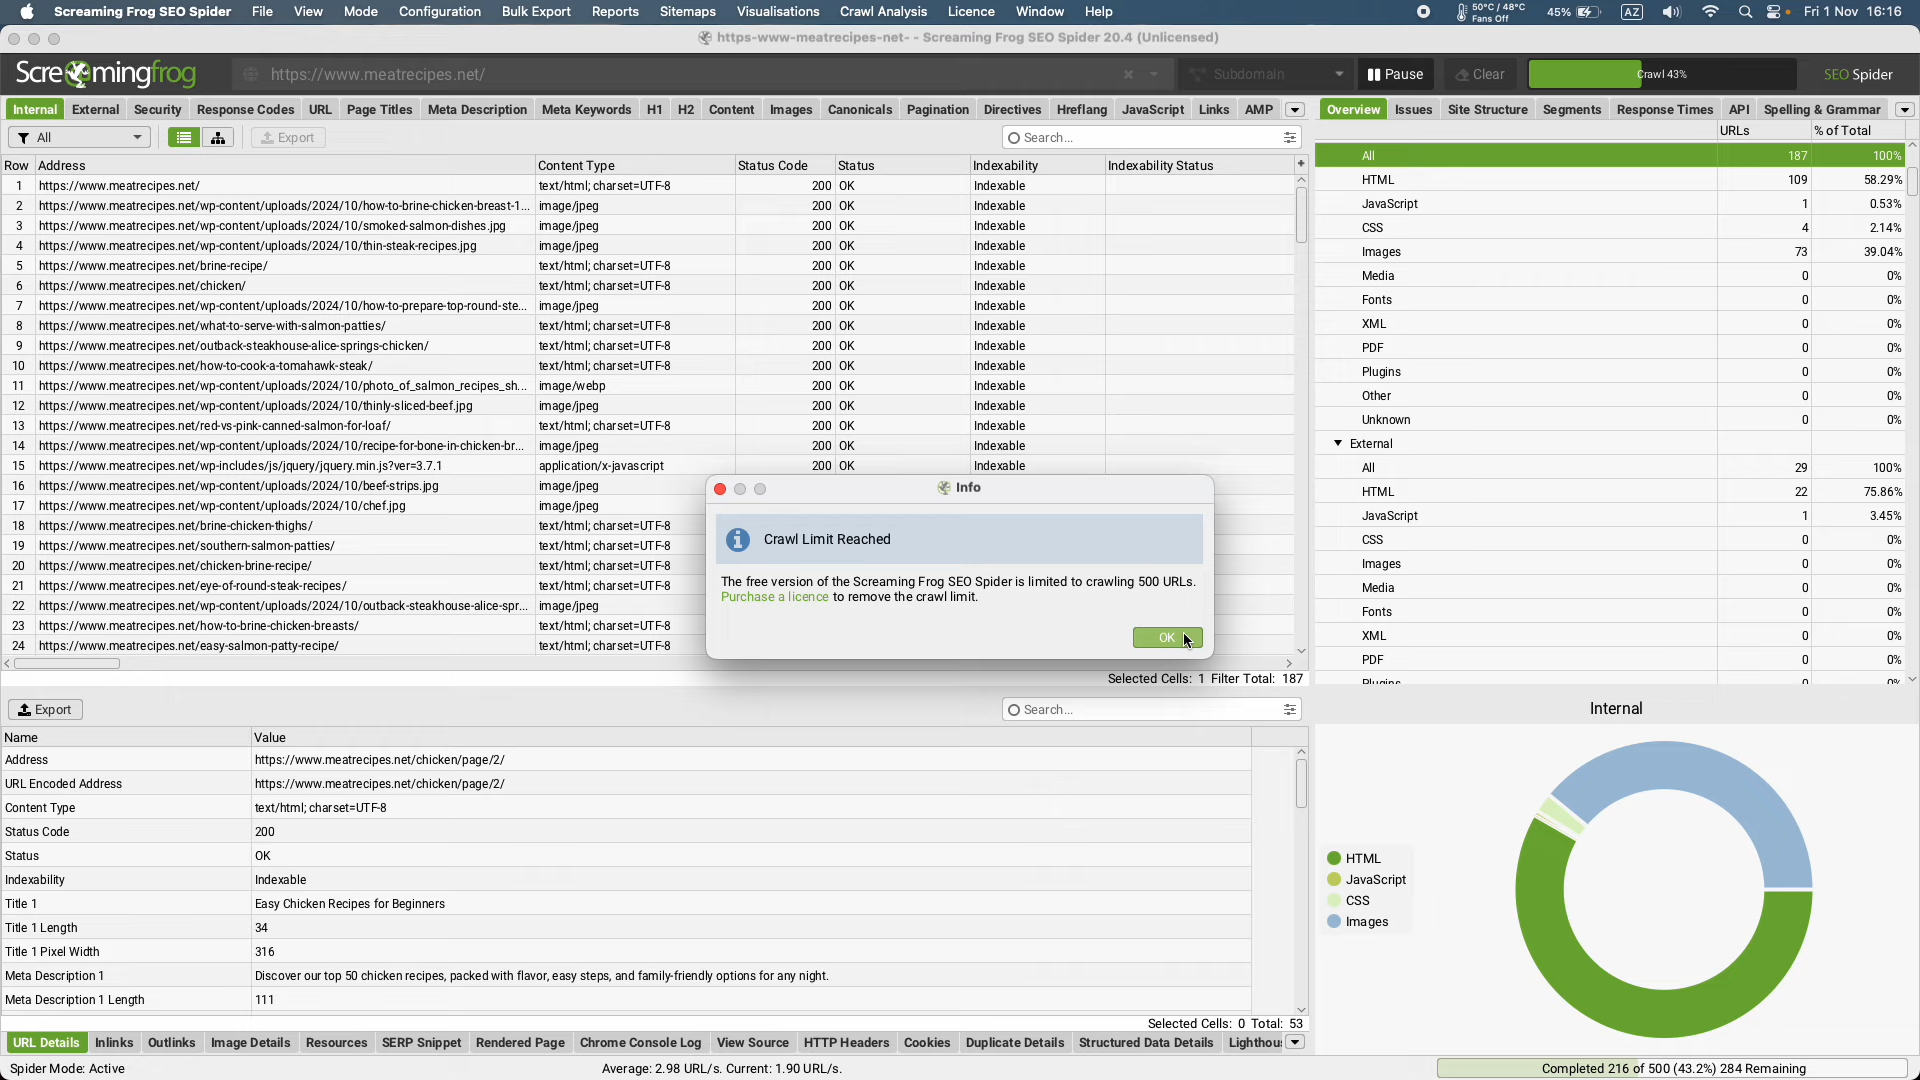 Screaming Frog SEO Spider File View Mode Configuration Bulk Export Reports Sitemaps Visualisations Crawl Analysis Licence Window Help 50°C / 48°C Fans Off 45% AZ Fri 1 Nov 16:16
https-www-meatrecipes-net- - Screaming Frog SEO Spider 20.4 (Unlicensed)
Screamingfrog https://www.meatrecipes.net/ Subdomain Pause Clear Crawl 43% SEO Spider
Internal External Security Response Codes URL Page Titles Meta Description Meta Keywords H1 H2 Content Images Canonicals Pagination Directives Hreflang JavaScript Links AMP
All Export Search...
Row Address Content Type Status Code Status Indexability Indexability Status
1 https://www.meatrecipes.net/ text/html; charset=UTF-8 200 OK Indexable
2 https://www.meatrecipes.net/wp-content/uploads/2024/10/how-to-brine-chicken-breast-1... image/jpeg 200 OK Indexable
3 https://www.meatrecipes.net/wp-content/uploads/2024/10/smoked-salmon-dishes.jpg image/jpeg 200 OK Indexable
4 https://www.meatrecipes.net/wp-content/uploads/2024/10/thin-steak-recipes.jpg image/jpeg 200 OK Indexable
5 https://www.meatrecipes.net/brine-recipe/ text/html; charset=UTF-8 200 OK Indexable
6 https://www.meatrecipes.net/chicken/ text/html; charset=UTF-8 200 OK Indexable
7 https://www.meatrecipes.net/wp-content/uploads/2024/10/how-to-prepare-top-round-ste... image/jpeg 200 OK Indexable
8 https://www.meatrecipes.net/what-to-serve-with-salmon-patties/ text/html; charset=UTF-8 200 OK Indexable
9 https://www.meatrecipes.net/outback-steakhouse-alice-springs-chicken/ text/html; charset=UTF-8 200 OK Indexable
10 https://www.meatrecipes.net/how-to-cook-a-tomahawk-steak/ text/html; charset=UTF-8 200 OK Indexable
11 https://www.meatrecipes.net/wp-content/uploads/2024/10/photo_of_salmon_recipes_sh... image/webp 200 OK Indexable
12 https://www.meatrecipes.net/wp-content/uploads/2024/10/thinly-sliced-beef.jpg image/jpeg 200 OK Indexable
13 https://www.meatrecipes.net/red-vs-pink-canned-salmon-for-loaf/ text/html; charset=UTF-8 200 OK Indexable
14 https://www.meatrecipes.net/wp-content/uploads/2024/10/recipe-for-bone-in-chicken-br... image/jpeg 200 OK Indexable
15 https://www.meatrecipes.net/wp-includes/js/jquery/jquery.min.js?ver=3.7.1 application/x-javascript 200 OK Indexable
16 https://www.meatrecipes.net/wp-content/uploads/2024/10/beef-strips.jpg image/jpeg
17 https://www.meatrecipes.net/wp-content/uploads/2024/10/chef.jpg image/jpeg
18 https://www.meatrecipes.net/brine-chicken-thighs/ text/html; charset=UTF-8
19 https://www.meatrecipes.net/southern-salmon-patties/ text/html; charset=UTF-8
20 https://www.meatrecipes.net/chicken-brine-recipe/ text/html; charset=UTF-8
21 https://www.meatrecipes.net/eye-of-round-steak-recipes/ text/html; charset=UTF-8
22 https://www.meatrecipes.net/wp-content/uploads/2024/10/outback-steakhouse-alice-spr... image/jpeg
23 https://www.meatrecipes.net/how-to-brine-chicken-breasts/ text/html; charset=UTF-8
24 https://www.meatrecipes.net/easy-salmon-patty-recipe/ text/html; charset=UTF-8
Selected Cells: 1 Filter Total: 187
Info
Crawl Limit Reached
The free version of the Screaming Frog SEO Spider is limited to crawling 500 URLs.
Purchase a licence to remove the crawl limit.
OK
Overview Issues Site Structure Segments Response Times API Spelling & Grammar
URLs % of Total
All 187 100%
HTML 109 58.29%
JavaScript 1 0.53%
CSS 4 2.14%
Images 73 39.04%
Media 0 0%
Fonts 0 0%
XML 0 0%
PDF 0 0%
Plugins 0 0%
Other 0 0%
Unknown 0 0%
External
All 29 100%
HTML 22 75.86%
JavaScript 1 3.45%
CSS 0 0%
Images 0 0%
Media 0 0%
Fonts 0 0%
XML 0 0%
PDF 0 0%
Plugins 0 0%
Export Search...
Name Value
Address https://www.meatrecipes.net/chicken/page/2/
URL Encoded Address https://www.meatrecipes.net/chicken/page/2/
Content Type text/html; charset=UTF-8
Status Code 200
Status OK
Indexability Indexable
Title 1 Easy Chicken Recipes for Beginners
Title 1 Length 34
Title 1 Pixel Width 316
Meta Description 1 Discover our top 50 chicken recipes, packed with flavor, easy steps, and family-friendly options for any night.
Meta Description 1 Length 111
Selected Cells: 0 Total: 53
Internal
HTML
JavaScript
CSS
Images
URL Details Inlinks Outlinks Image Details Resources SERP Snippet Rendered Page Chrome Console Log View Source HTTP Headers Cookies Duplicate Details Structured Data Details Lighthou
Spider Mode: Active Average: 2.98 URL/s. Current: 1.90 URL/s. Completed 216 of 500 (43.2%) 284 Remaining